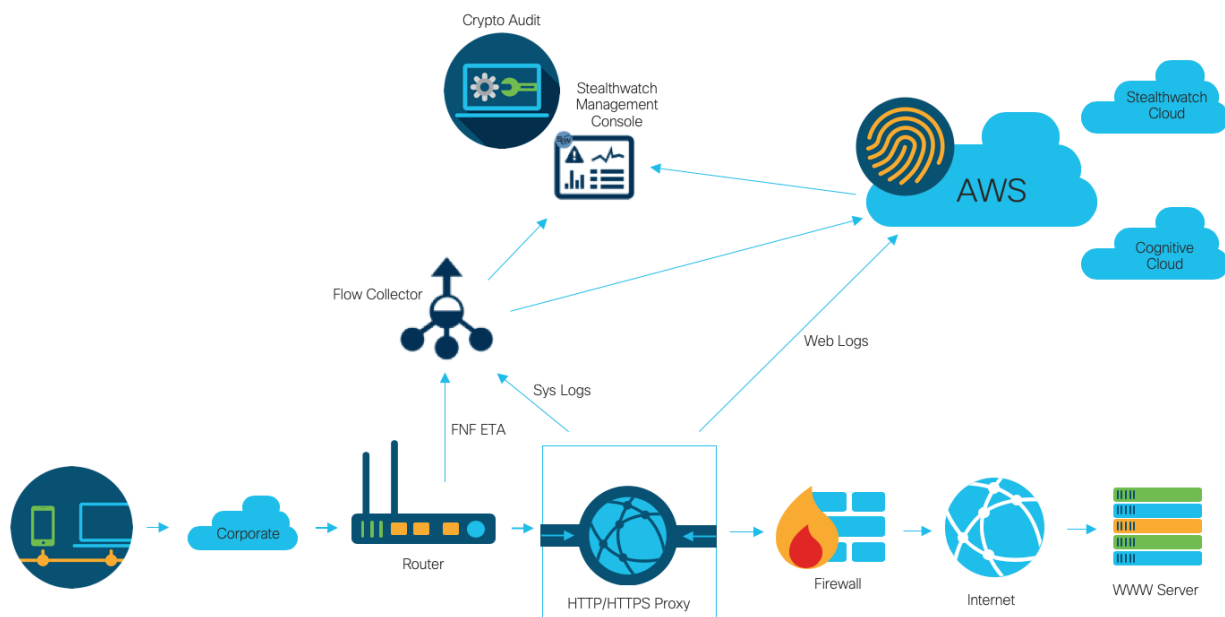 Crypto Audit
Stealthwatch
Management
Console
Stealthwatch
Cloud
AWS
Cognitive
Cloud
Flow Collector
Web Logs
Sys Logs
FNF ETA
Corporate
Router
HTTP/HTTPS Proxy
Firewall
Internet
WWW Server